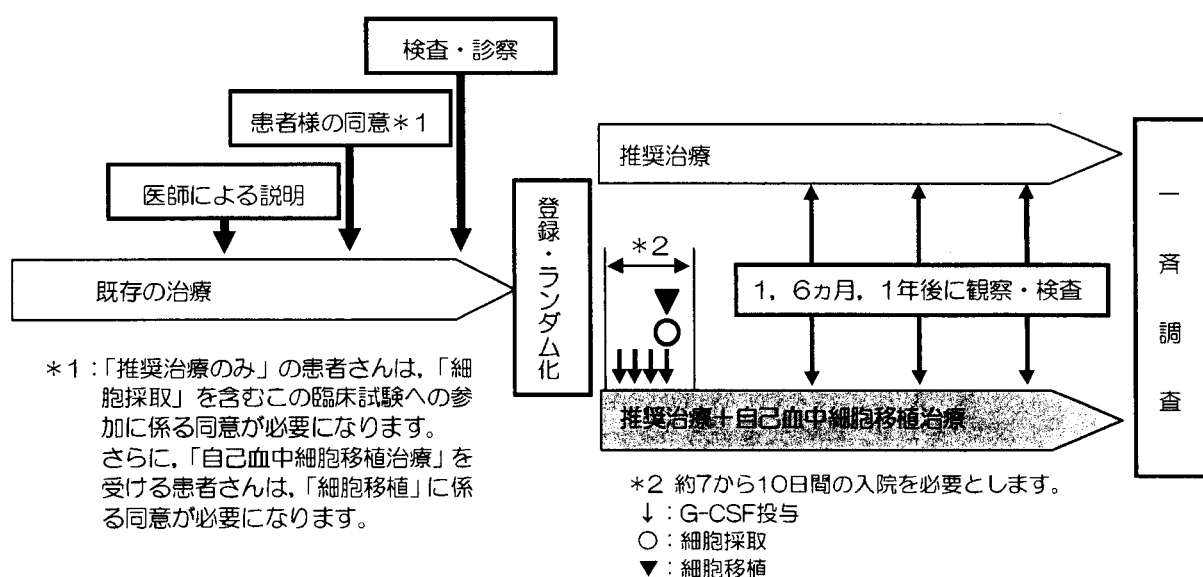 検査・診察
患者様の同意＊1
医師による説明
既存の治療
登録・ランダム化
推奨治療
＊2
1，6ヵ月，1年後に観察・検査
推奨治療＋自己血中細胞移植治療
一斉調査
＊1：「推奨治療のみ」の患者さんは，「細
胞採取」を含むこの臨床試験への参
加に係る同意が必要になります。
さらに，「自己血中細胞移植治療」を
受ける患者さんは，「細胞移植」に係
る同意が必要になります。
＊2 約7から10日間の入院を必要とします。
↓：G-CSF投与
○：細胞採取
▼：細胞移植